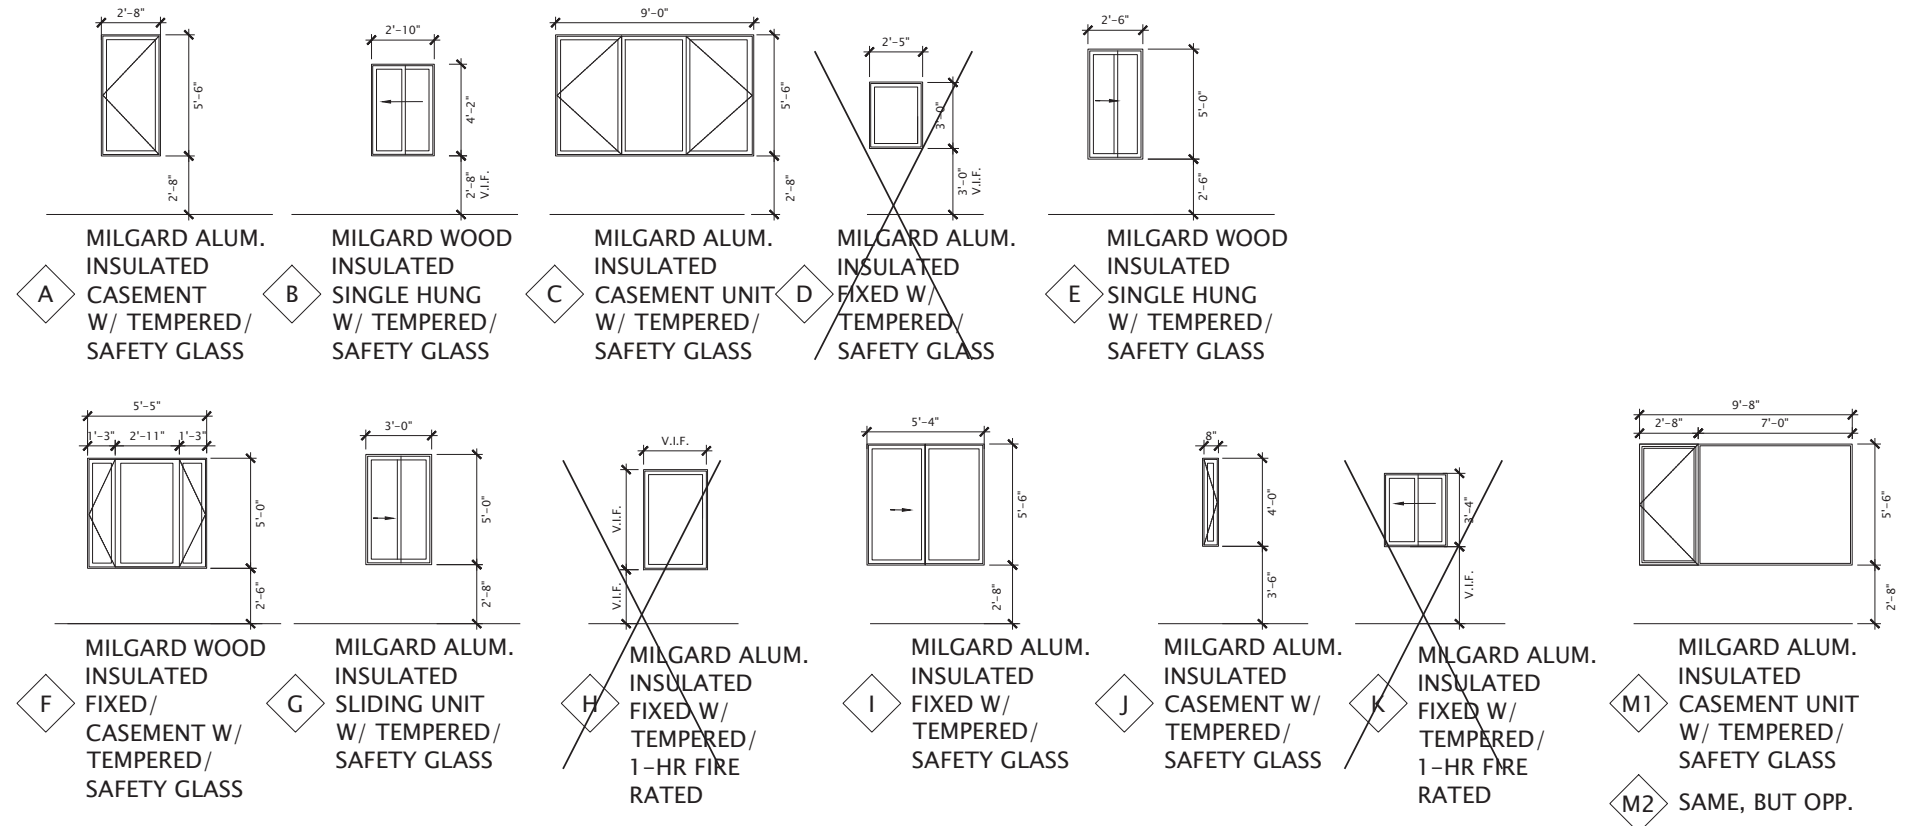 2'-8"
5'-6"
2'-8"
2'-10"
4'-2"
2'-8"
V.I.F.
9'-0"
5'-6"
2'-8"
2'-5"
3'-0"
3'-0"
V.I.F.
2'-6"
5'-0"
2'-6"
A
MILGARD ALUM.
INSULATED
CASEMENT
W/ TEMPERED/
SAFETY GLASS
B
MILGARD WOOD
INSULATED
SINGLE HUNG
W/ TEMPERED/
SAFETY GLASS
C
MILGARD ALUM.
INSULATED
CASEMENT UNIT
W/ TEMPERED/
SAFETY GLASS
D
MILGARD ALUM.
INSULATED
FIXED W/
TEMPERED/
SAFETY GLASS
E
MILGARD WOOD
INSULATED
SINGLE HUNG
W/ TEMPERED/
SAFETY GLASS
5'-5"
1'-3" 2'-11" 1'-3"
5'-0"
2'-6"
3'-0"
5'-0"
2'-8"
V.I.F.
V.I.F.
V.I.F.
5'-4"
5'-6"
2'-8"
8"
4'-0"
3'-6"
3'-4"
V.I.F.
9'-8"
2'-8" 7'-0"
5'-6"
2'-8"
F
MILGARD WOOD
INSULATED
FIXED/
CASEMENT W/
TEMPERED/
SAFETY GLASS
G
MILGARD ALUM.
INSULATED
SLIDING UNIT
W/ TEMPERED/
SAFETY GLASS
H
MILGARD ALUM.
INSULATED
FIXED W/
TEMPERED/
1-HR FIRE
RATED
I
MILGARD ALUM.
INSULATED
FIXED W/
TEMPERED/
SAFETY GLASS
J
MILGARD ALUM.
INSULATED
CASEMENT W/
TEMPERED/
SAFETY GLASS
K
MILGARD ALUM.
INSULATED
FIXED W/
TEMPERED/
1-HR FIRE
RATED
M1
MILGARD ALUM.
INSULATED
CASEMENT UNIT
W/ TEMPERED/
SAFETY GLASS
M2 SAME, BUT OPP.